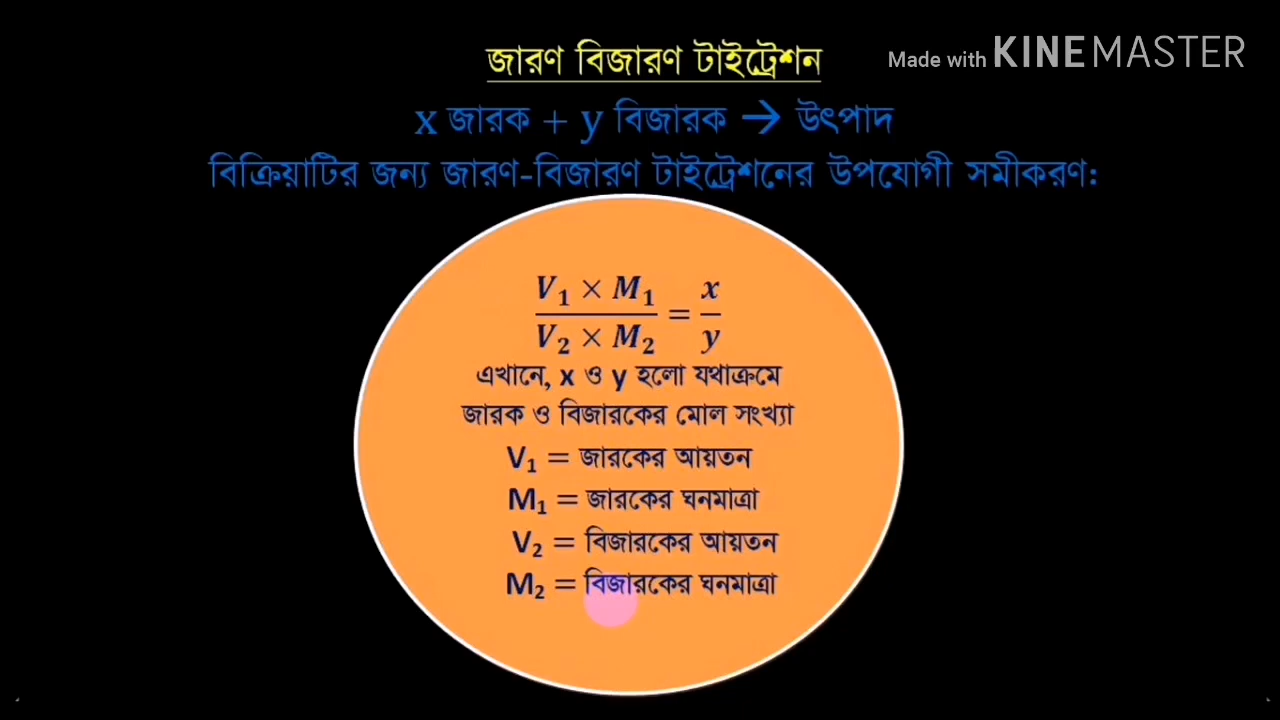 জারণ বিজারণ টাইট্রেশন
Made with KINEMASTER
x জারক + y বিজারক → উৎপাদ
বিক্রিয়াটির জন্য জারণ-বিজারণ টাইট্রেশনের উপযোগী সমীকরণ:
V₁ × M₁ / V₂ × M₂ = x / y
এখানে, x ও y হলো যথাক্রমে
জারক ও বিজারকের মোল সংখ্যা
V₁ = জারকের আয়তন
M₁ = জারকের ঘনমাত্রা
V₂ = বিজারকের আয়তন
M₂ = বিজারকের ঘনমাত্রা